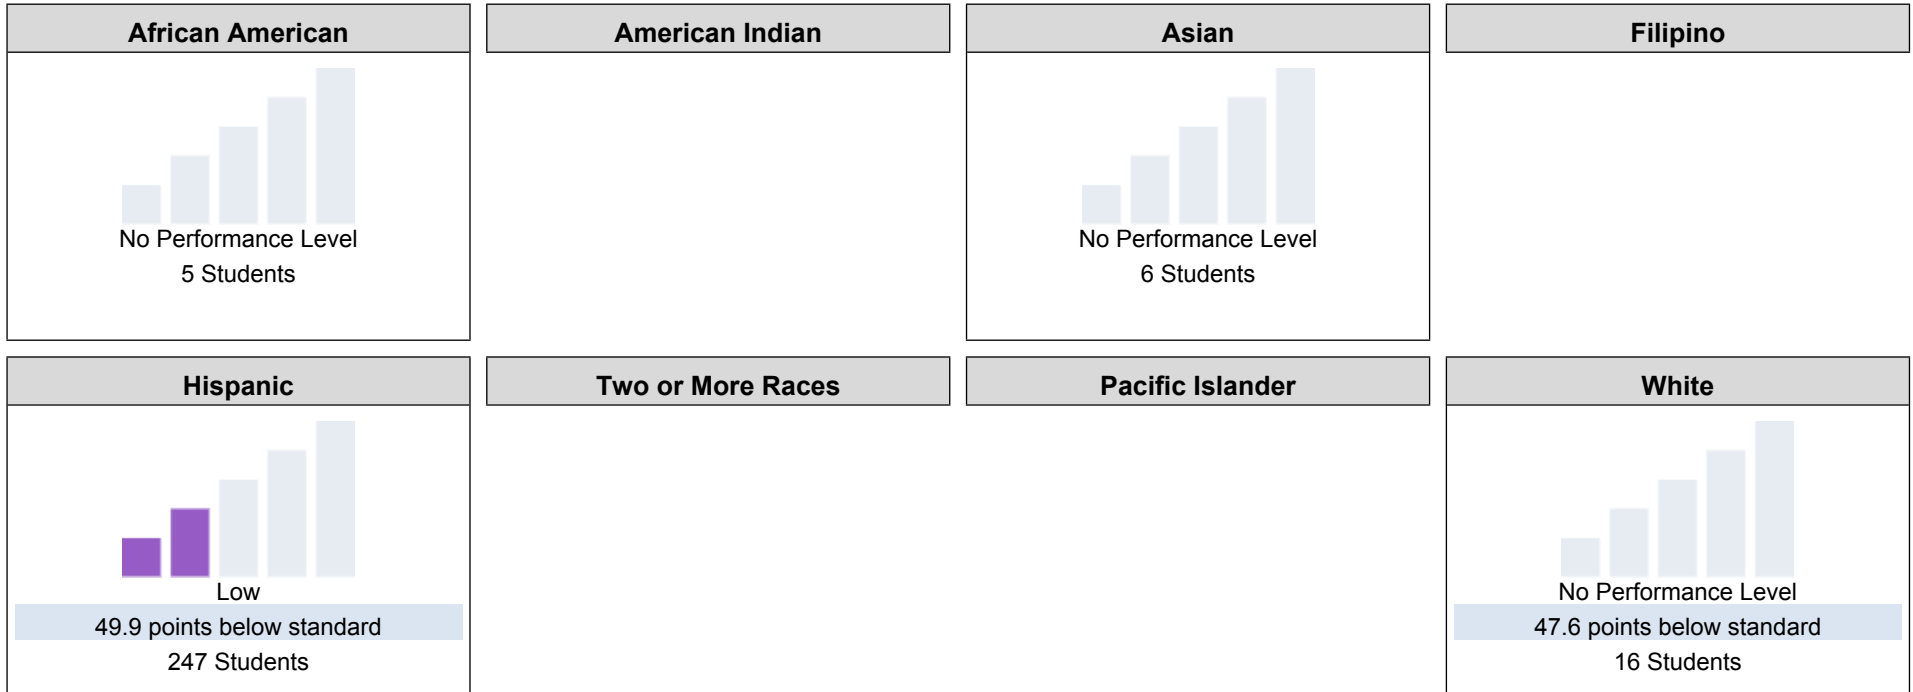 African American
American Indian
Asian
Filipino
No Performance Level
5 Students
No Performance Level
6 Students
Hispanic
Two or More Races
Pacific Islander
White
Low
49.9 points below standard
247 Students
No Performance Level
47.6 points below standard
16 Students